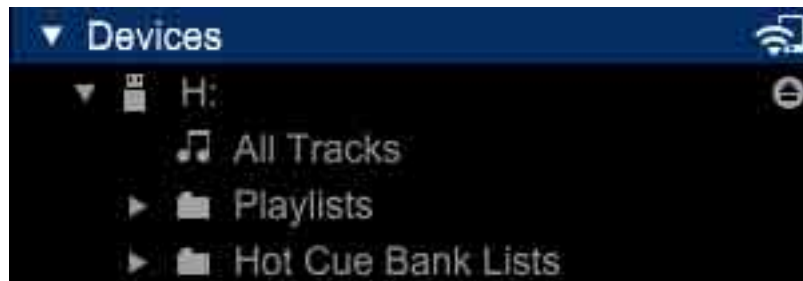 Devices
H:
All Tracks
Playlists
Hot Cue Bank Lists